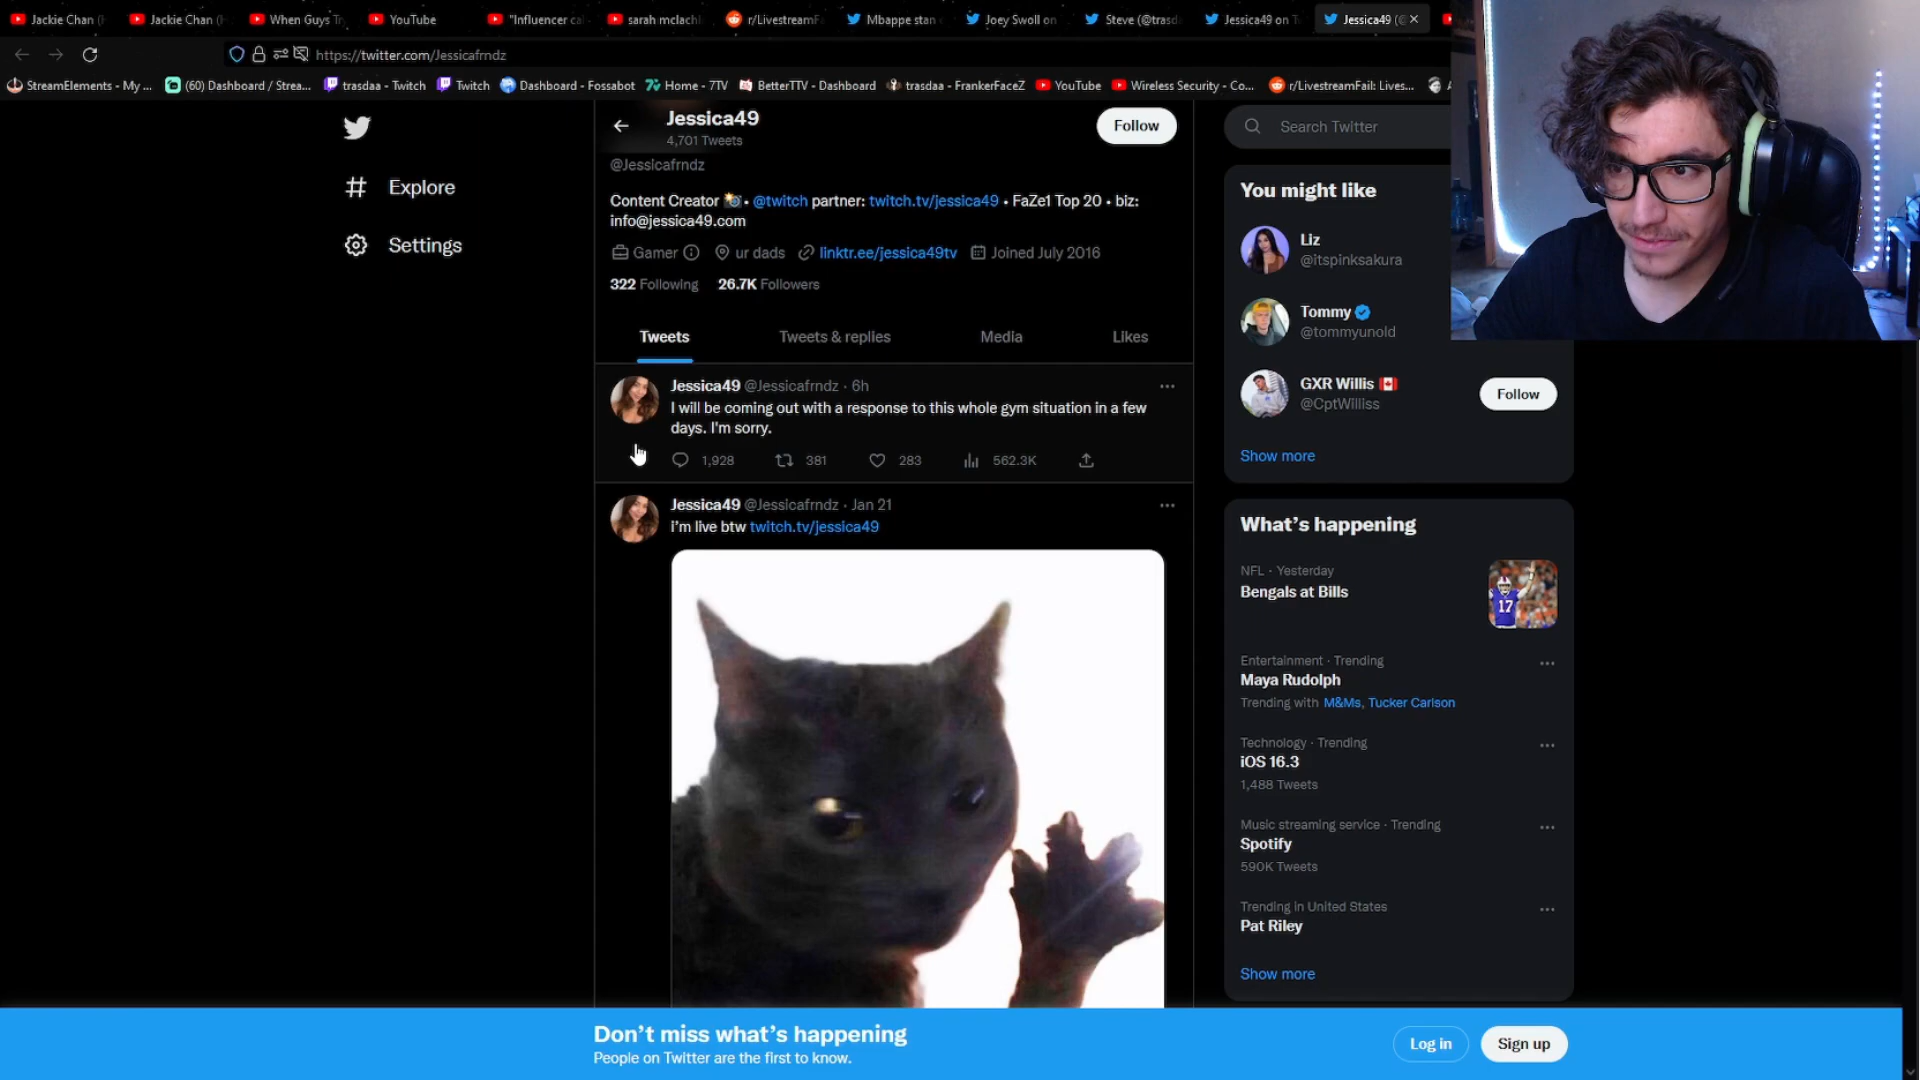 Jackie Chan (
Jackie Chan (
When Guys Tr
YouTube
"Influencer cal
sarah mclachl
r/LivestreamF
Mbappe stan
Joey Swoll on
Steve (@trasd
Jessica49 on T
Jessica49 (@
https://twitter.com/Jessicafrndz
StreamElements - My ...
(60) Dashboard / Strea...
trasdaa - Twitch
Twitch
Dashboard - Fossabot
Home - 7TV
BetterTTV - Dashboard
trasdaa - FrankerFaceZ
YouTube
Wireless Security - Co...
r/LivestreamFail: Lives...
Explore
Settings
Jessica49
4,701 Tweets
Follow
@Jessicafrndz
Content Creator 📸 • @twitch partner: twitch.tv/jessica49 • FaZe1 Top 20 • biz:
info@jessica49.com
Gamer ur dads linktr.ee/jessica49tv Joined July 2016
322 Following 26.7K Followers
Tweets Tweets & replies Media Likes
Jessica49 @Jessicafrndz · 6h
I will be coming out with a response to this whole gym situation in a few
days. I'm sorry.
1,928 381 283 562.3K
Jessica49 @Jessicafrndz · Jan 21
i'm live btw twitch.tv/jessica49
Search Twitter
You might like
Liz
@itspinksakura
Tommy
@tommyunold
GXR Willis 🇨🇦
@CptWilliss
Follow
Show more
What's happening
NFL · Yesterday
Bengals at Bills
17
Entertainment · Trending
Maya Rudolph
Trending with M&Ms, Tucker Carlson
Technology · Trending
iOS 16.3
1,488 Tweets
Music streaming service · Trending
Spotify
590K Tweets
Trending in United States
Pat Riley
Show more
Don't miss what's happening
People on Twitter are the first to know.
Log in
Sign up